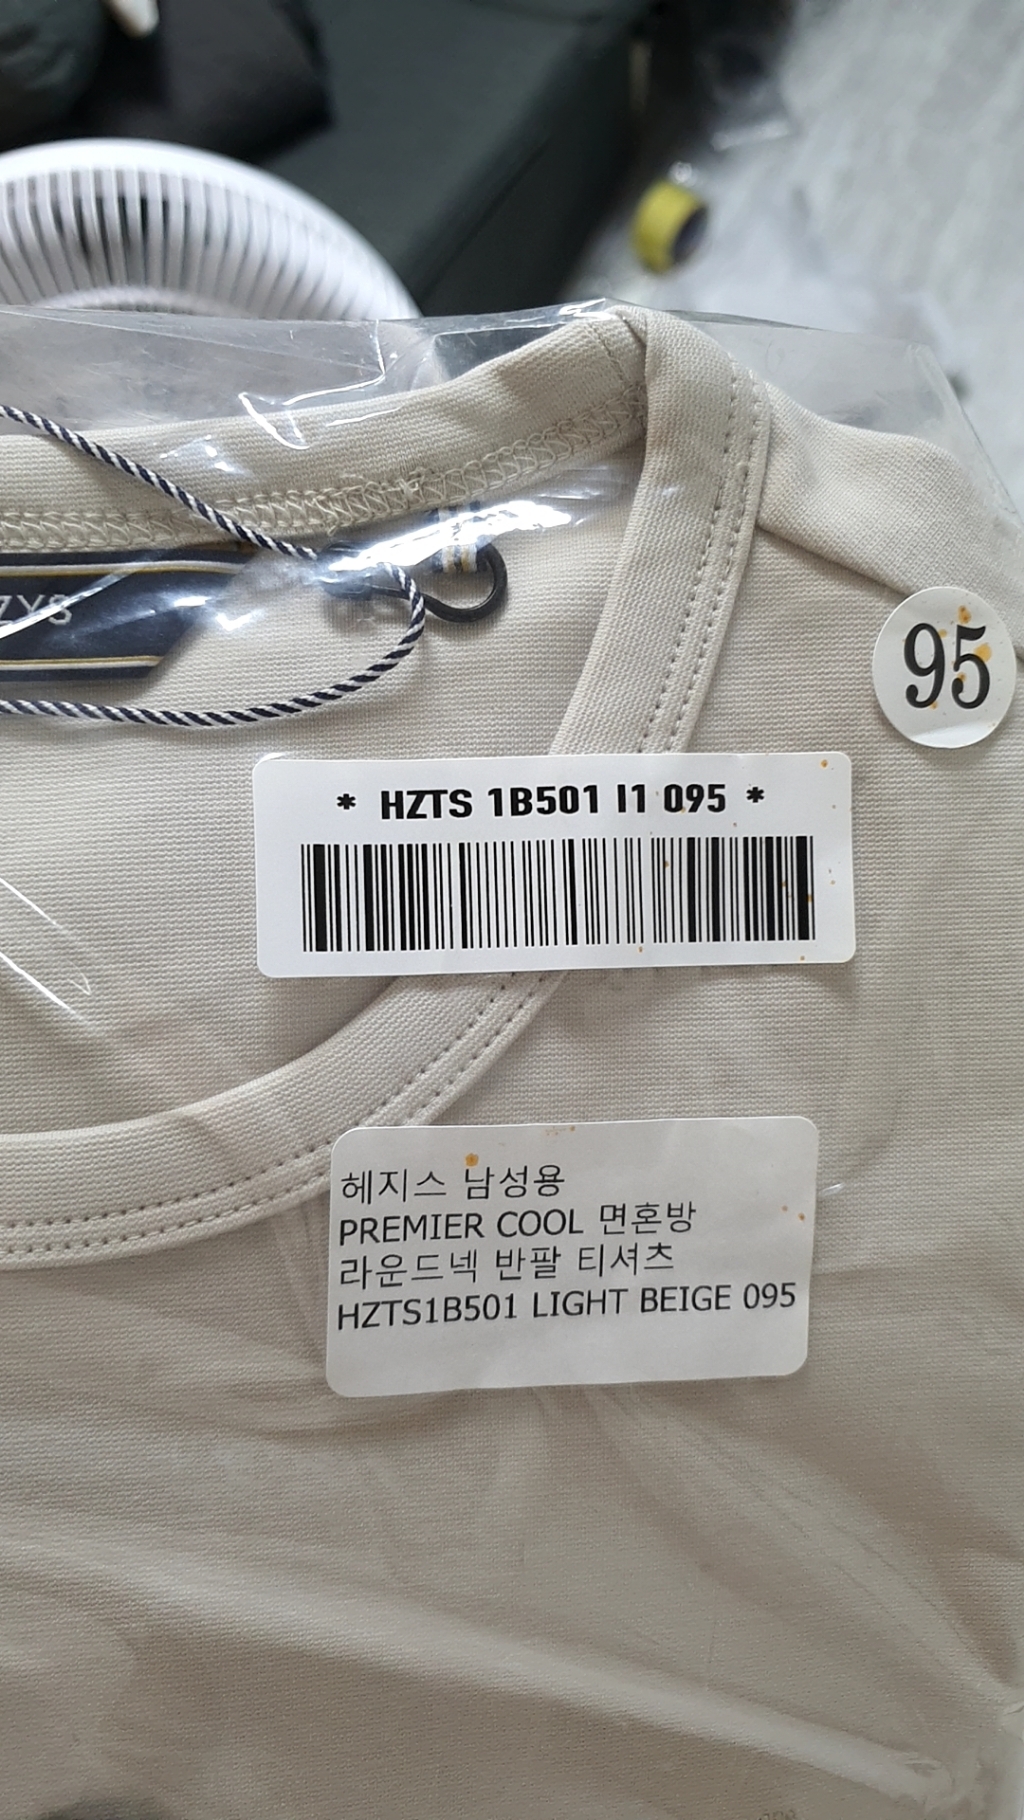 ZYS
95
* HZTS 1B501 I1 095 *
헤지스 남성용
PREMIER COOL 면혼방
라운드넥 반팔 티셔츠
HZTS1B501 LIGHT BEIGE 095